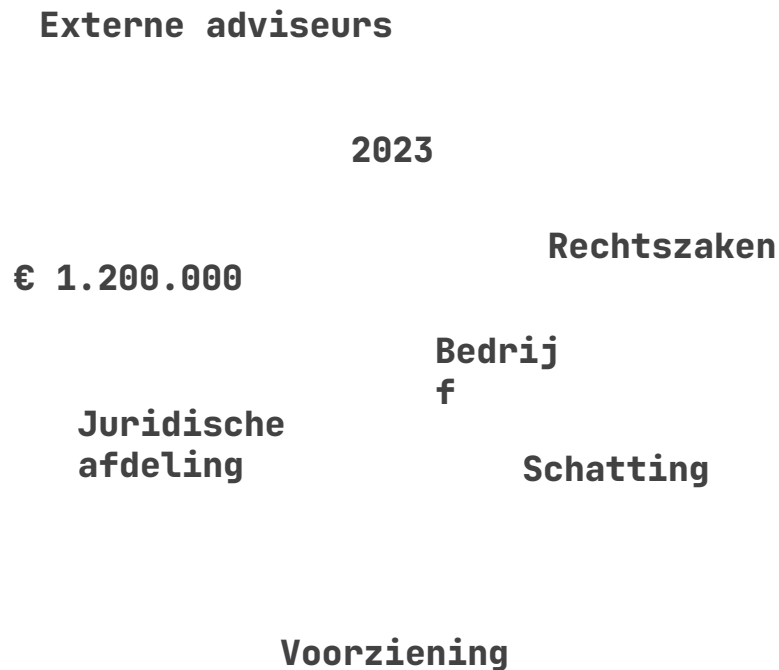 Externe adviseurs
2023
Rechtszaken
€ 1.200.000
Bedrij
f
Juridische
afdeling
Schatting
Voorziening